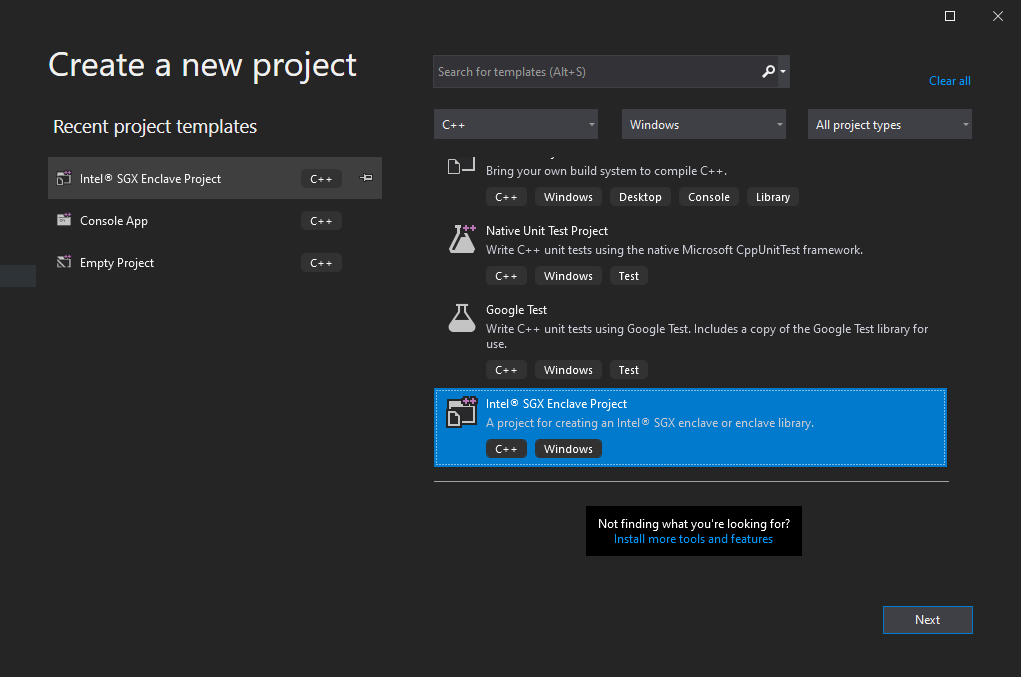 Create a new project
Search for templates (Alt+S)
Clear all
Recent project templates
C++
Windows
All project types
Intel® SGX Enclave Project
C++
Console App
C++
Empty Project
C++
Bring your own build system to compile C++.
C++ Windows Desktop Console Library
Native Unit Test Project
Write C++ unit tests using the native Microsoft CppUnitTest framework.
C++ Windows Test
Google Test
Write C++ unit tests using Google Test. Includes a copy of the Google Test library for
use.
C++ Windows Test
Intel® SGX Enclave Project
A project for creating an Intel® SGX enclave or enclave library.
C++ Windows
Not finding what you're looking for?
Install more tools and features
Next